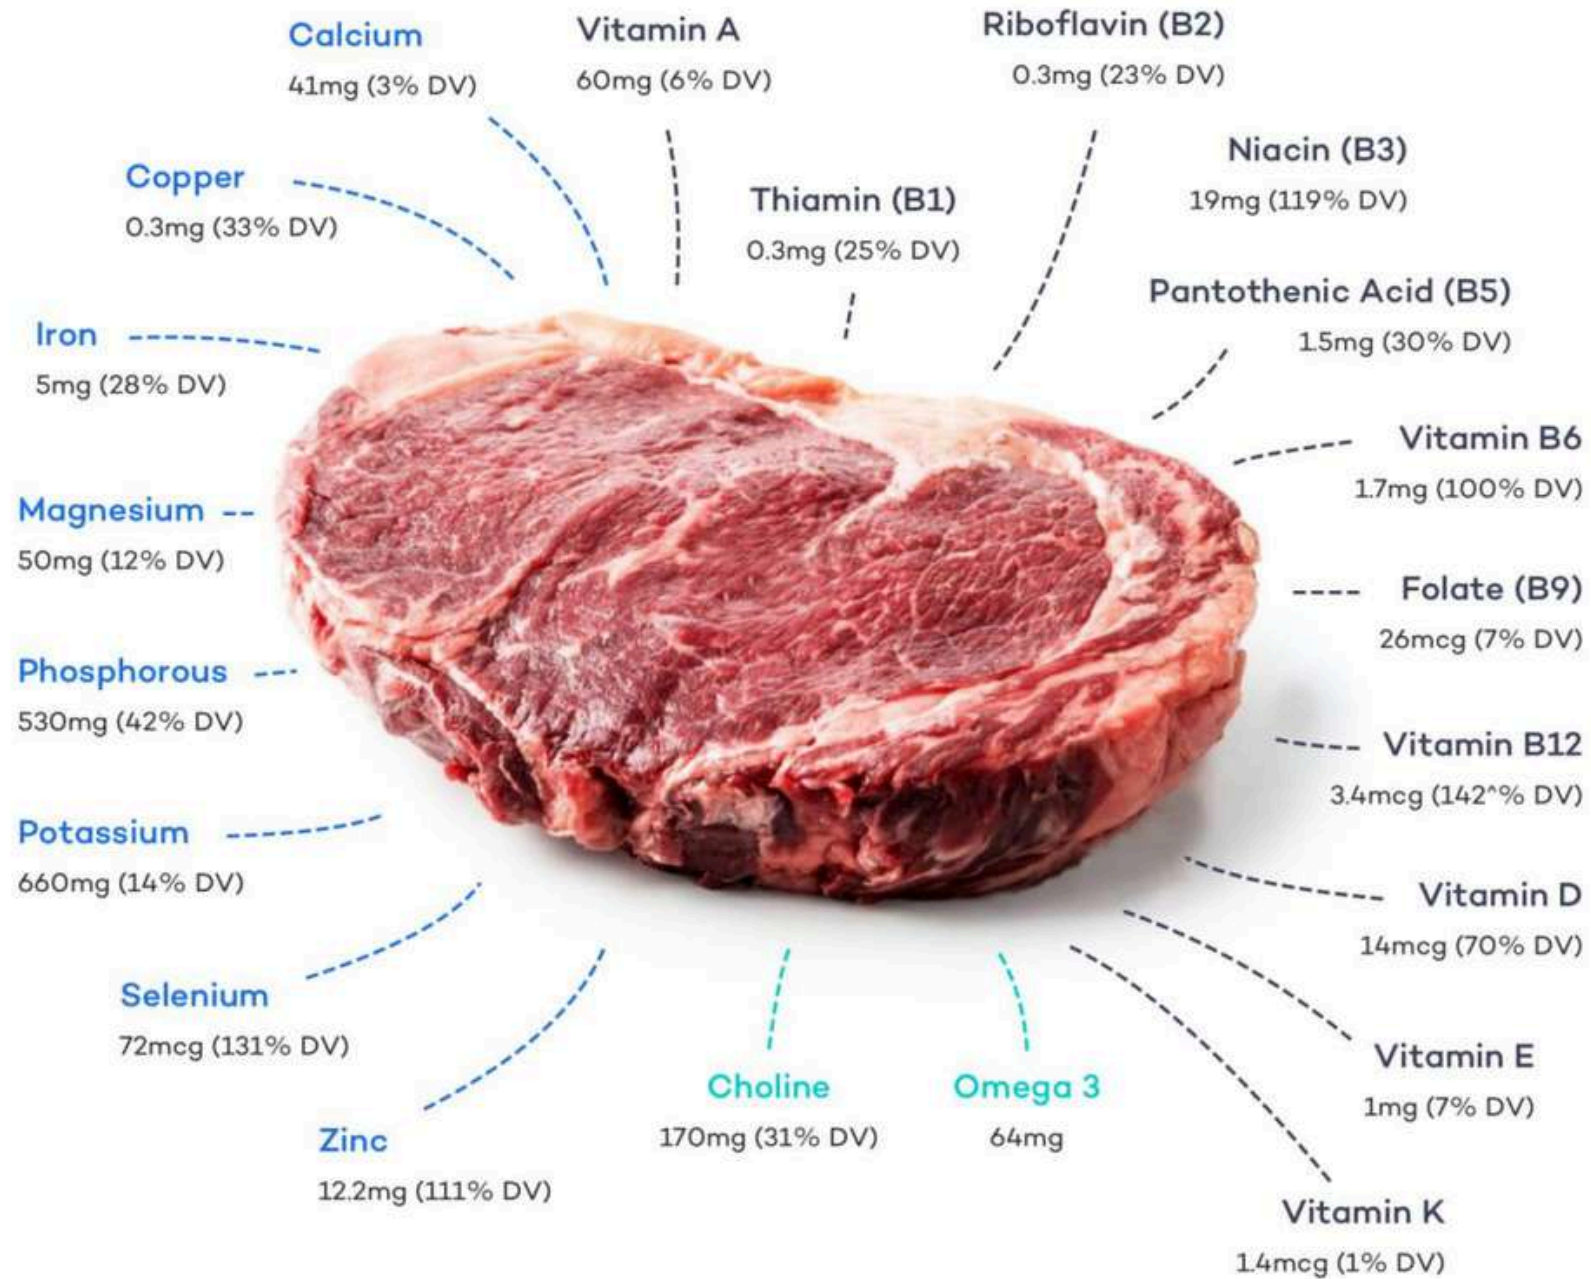 Calcium
41mg (3% DV)
Vitamin A
60mg (6% DV)
Riboflavin (B2)
0.3mg (23% DV)
Copper
0.3mg (33% DV)
Thiamin (B1)
0.3mg (25% DV)
Niacin (B3)
19mg (119% DV)
Iron
5mg (28% DV)
Pantothenic Acid (B5)
1.5mg (30% DV)
Vitamin B6
1.7mg (100% DV)
Magnesium
50mg (12% DV)
Folate (B9)
26mcg (7% DV)
Phosphorous
530mg (42% DV)
Vitamin B12
3.4mcg (142^% DV)
Potassium
660mg (14% DV)
Vitamin D
14mcg (70% DV)
Selenium
72mcg (131% DV)
Zinc
12.2mg (111% DV)
Choline
170mg (31% DV)
Omega 3
64mg
Vitamin E
1mg (7% DV)
Vitamin K
1.4mcg (1% DV)